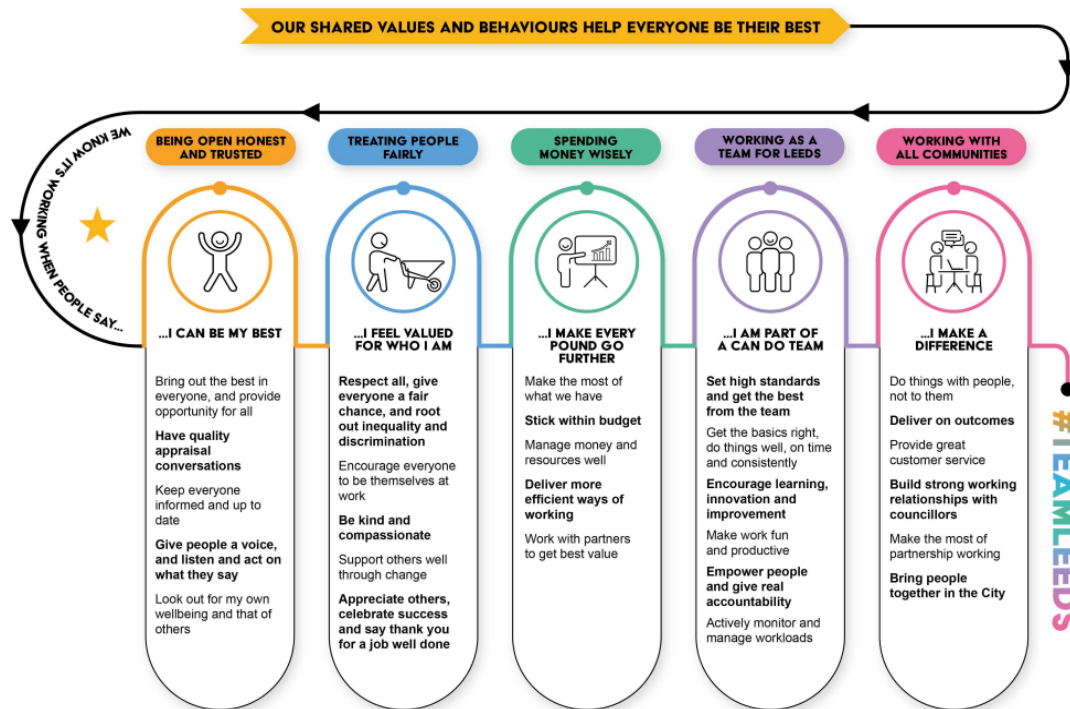 OUR SHARED VALUES AND BEHAVIOURS HELP EVERYONE BE THEIR BEST
WE KNOW IT'S WORKING WHEN PEOPLE SAY...
BEING OPEN HONEST
AND TRUSTED
...I CAN BE MY BEST
Bring out the best in
everyone, and provide
opportunity for all
Have quality
appraisal
conversations
Keep everyone
informed and up to
date
Give people a voice,
and listen and act on
what they say
Look out for my own
wellbeing and that of
others
TREATING PEOPLE
FAIRLY
...I FEEL VALUED
FOR WHO I AM
Respect all, give
everyone a fair
chance, and root
out inequality and
discrimination
Encourage everyone
to be themselves at
work
Be kind and
compassionate
Support others well
through change
Appreciate others,
celebrate success
and say thank you
for a job well done
SPENDING
MONEY WISELY
...I MAKE EVERY
POUND GO
FURTHER
Make the most of
what we have
Stick within budget
Manage money and
resources well
Deliver more
efficient ways of
working
Work with partners
to get best value
WORKING AS A
TEAM FOR LEEDS
...I AM PART OF
A CAN DO TEAM
Set high standards
and get the best
from the team
Get the basics right,
do things well, on time
and consistently
Encourage learning,
innovation and
improvement
Make work fun
and productive
Empower people
and give real
accountability
Actively monitor and
manage workloads
WORKING WITH
ALL COMMUNITIES
...I MAKE A
DIFFERENCE
Do things with people,
not to them
Deliver on outcomes
Provide great
customer service
Build strong working
relationships with
councillors
Make the most of
partnership working
Bring people
together in the City
#TEAMLEEDS